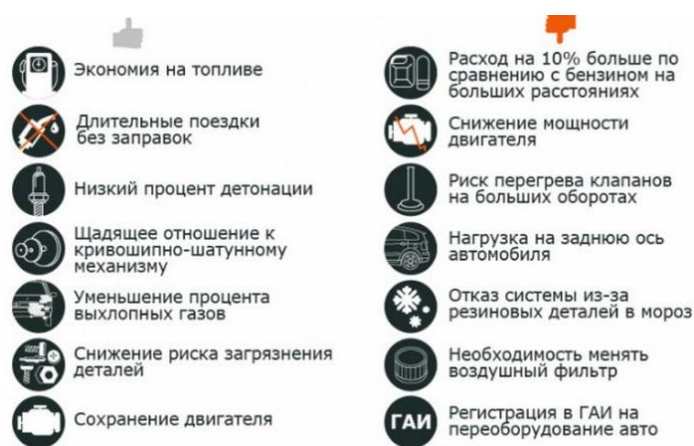 Экономия на топливе
Длительные поездки
без заправок
Низкий процент детонации
Щадящее отношение к
кривошипно-шатунному
механизму
Уменьшение процента
выхлопных газов
Снижение риска загрязнения
деталей
Сохранение двигателя
Расход на 10% больше по
сравнению с бензином на
больших расстояниях
Снижение мощности
двигателя
Риск перегрева клапанов
на больших оборотах
Нагрузка на заднюю ось
автомобиля
Отказ системы из-за
резиновых деталей в мороз
Необходимость менять
воздушный фильтр
ГАИ
Регистрация в ГАИ на
переоборудование авто